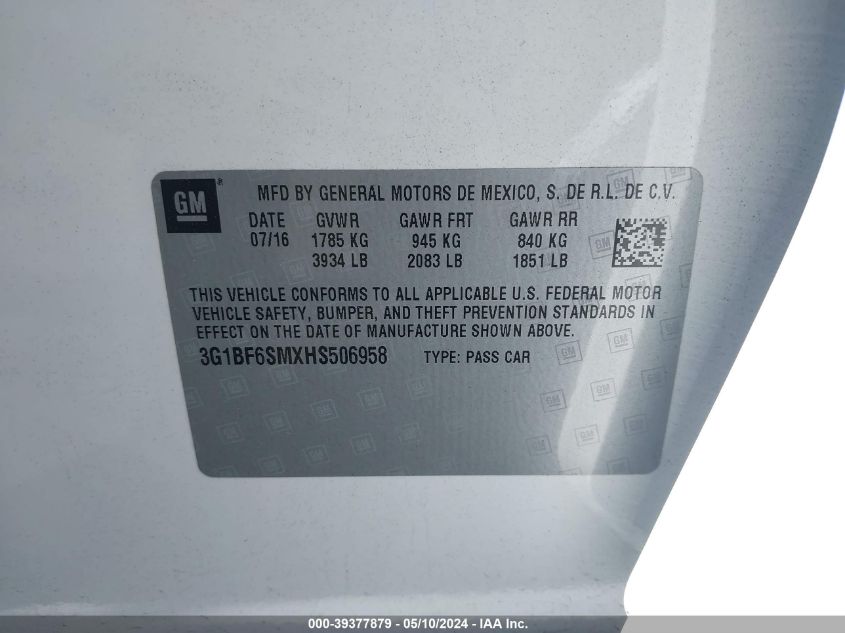 GM
MFD BY GENERAL MOTORS DE MEXICO, S. DE R.L. DE C.V.
DATE GVWR GAWR FRT GAWR RR
07/16 1785 KG 945 KG 840 KG
3934 LB 2083 LB 1851 LB
THIS VEHICLE CONFORMS TO ALL APPLICABLE U.S. FEDERAL MOTOR
VEHICLE SAFETY, BUMPER, AND THEFT PREVENTION STANDARDS IN
EFFECT ON THE DATE OF MANUFACTURE SHOWN ABOVE.
3G1BF6SMXHS506958 TYPE: PASS CAR
000-39377879 - 05/10/2024 - IAA Inc.